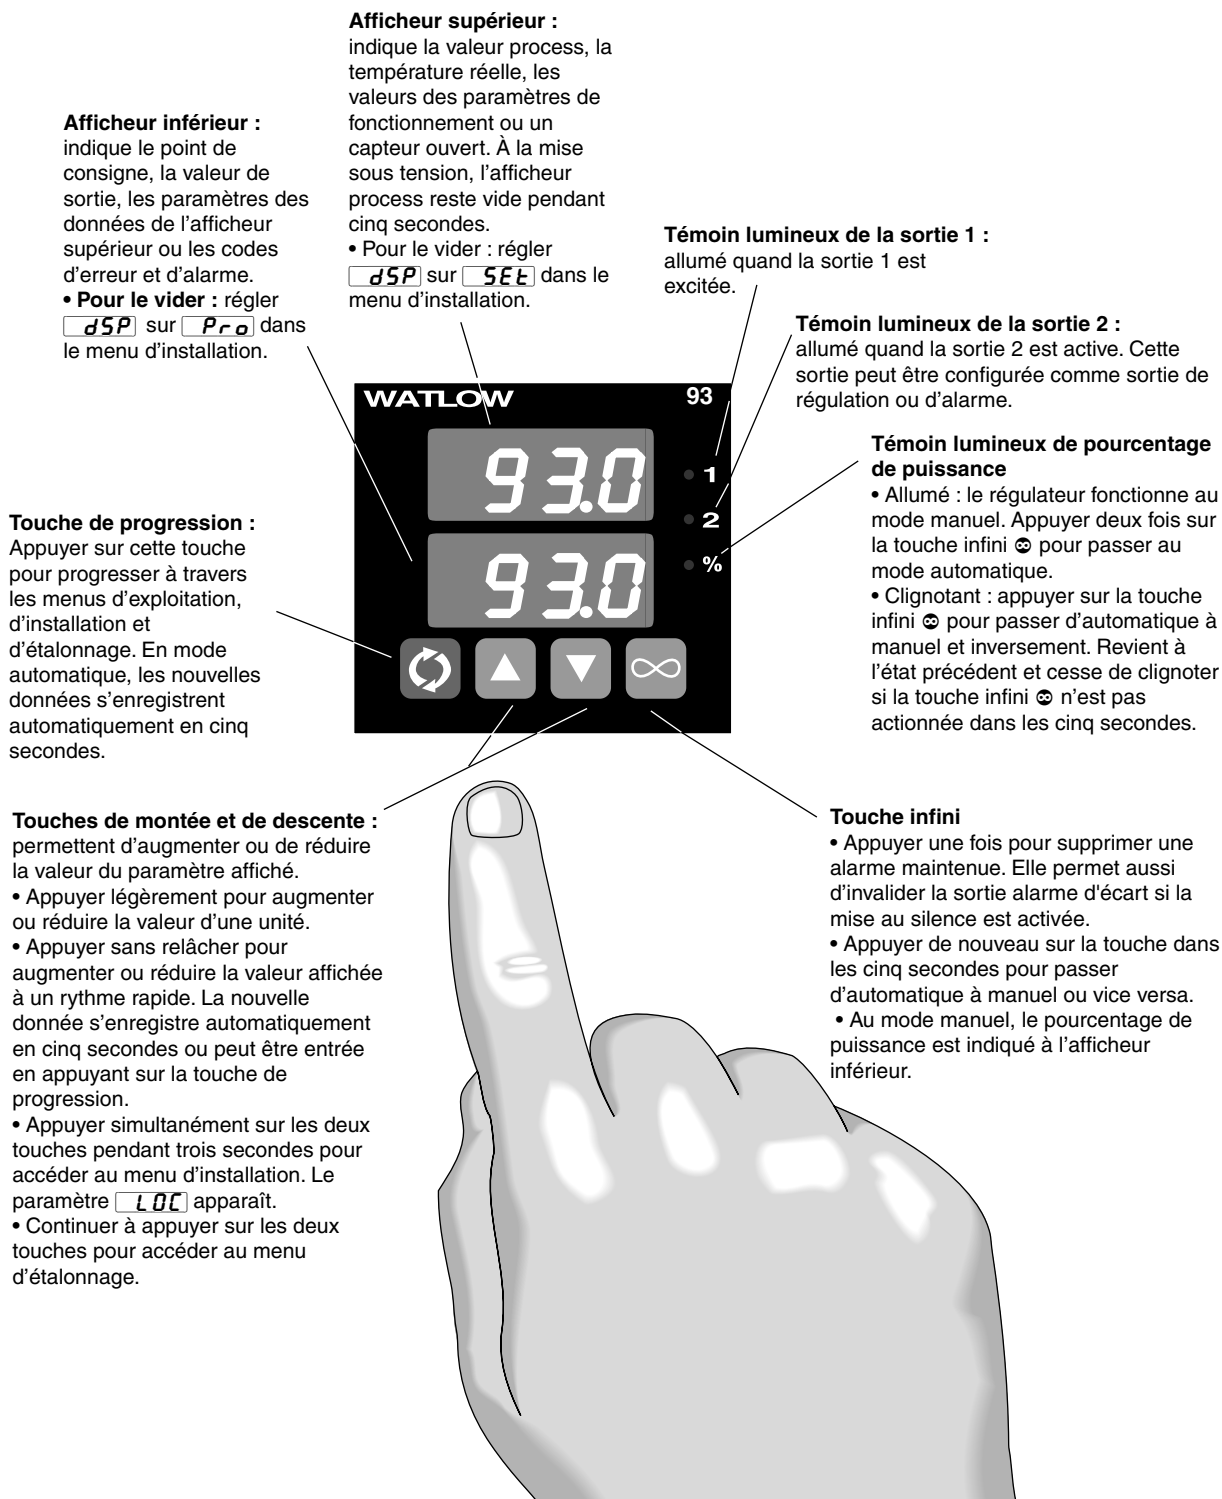 Afficheur supérieur :
indique la valeur process, la
température réelle, les
valeurs des paramètres de
fonctionnement ou un
capteur ouvert. À la mise
sous tension, l’afficheur
process reste vide pendant
cinq secondes.
• Pour le vider : régler
dSP sur SEt dans le
menu d’installation.
Afficheur inférieur :
indique le point de
consigne, la valeur de
sortie, les paramètres des
données de l’afficheur
supérieur ou les codes
d’erreur et d’alarme.
• Pour le vider : régler
dSP sur Pro dans
le menu d’installation.
Témoin lumineux de la sortie 1 :
allumé quand la sortie 1 est
excitée.
Témoin lumineux de la sortie 2 :
allumé quand la sortie 2 est active. Cette
sortie peut être configurée comme sortie de
régulation ou d’alarme.
Témoin lumineux de pourcentage
de puissance
• Allumé : le régulateur fonctionne au
mode manuel. Appuyer deux fois sur
la touche infini ∞ pour passer au
mode automatique.
• Clignotant : appuyer sur la touche
infini ∞ pour passer d’automatique à
manuel et inversement. Revient à
l’état précédent et cesse de clignoter
si la touche infini ∞ n’est pas
actionnée dans les cinq secondes.
WATLOW 93
93.0
1
2
93.0
%
∞
Touche de progression :
Appuyer sur cette touche
pour progresser à travers
les menus d’exploitation,
d’installation et
d’étalonnage. En mode
automatique, les nouvelles
données s’enregistrent
automatiquement en cinq
secondes.
Touches de montée et de descente :
permettent d’augmenter ou de réduire
la valeur du paramètre affiché.
• Appuyer légèrement pour augmenter
ou réduire la valeur d’une unité.
• Appuyer sans relâcher pour
augmenter ou réduire la valeur affichée
à un rythme rapide. La nouvelle
donnée s’enregistre automatiquement
en cinq secondes ou peut être entrée
en appuyant sur la touche de
progression.
• Appuyer simultanément sur les deux
touches pendant trois secondes pour
accéder au menu d’installation. Le
paramètre LOC apparaît.
• Continuer à appuyer sur les deux
touches pour accéder au menu
d’étalonnage.
Touche infini
• Appuyer une fois pour supprimer une
alarme maintenue. Elle permet aussi
d’invalider la sortie alarme d'écart si la
mise au silence est activée.
• Appuyer de nouveau sur la touche dans
les cinq secondes pour passer
d’automatique à manuel ou vice versa.
• Au mode manuel, le pourcentage de
puissance est indiqué à l’afficheur
inférieur.